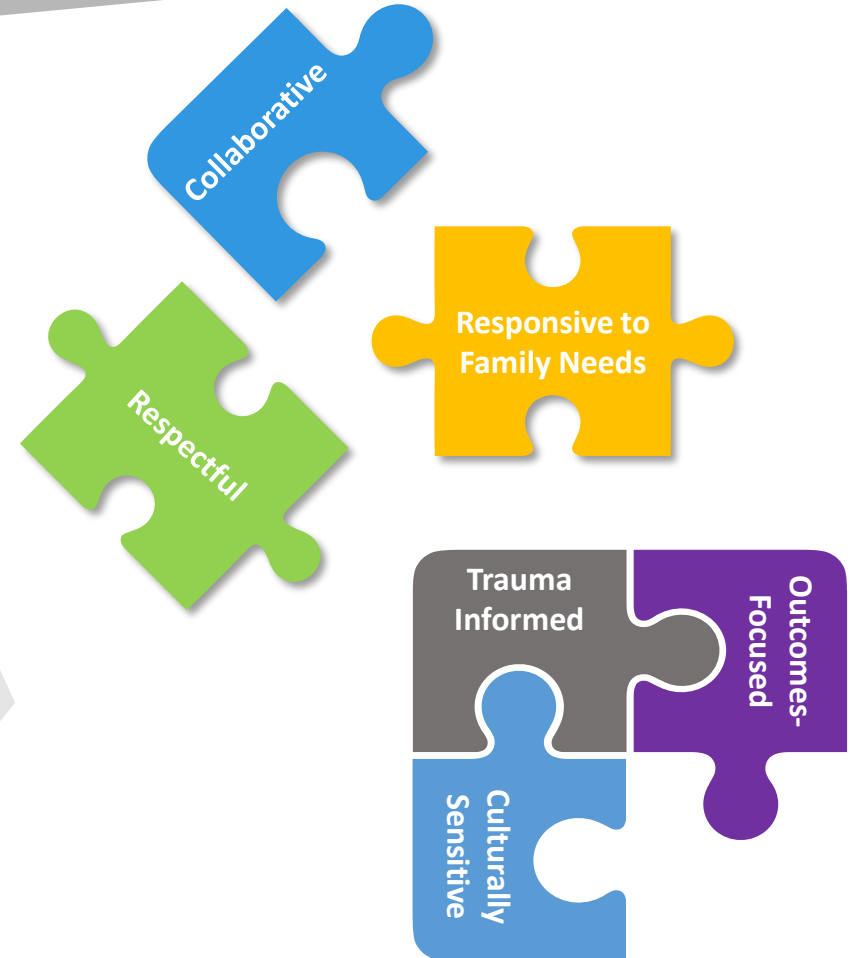 Collaborative
Responsive to
Family Needs
Respectful
Trauma
Informed
Outcomes-
Focused
Culturally
Sensitive